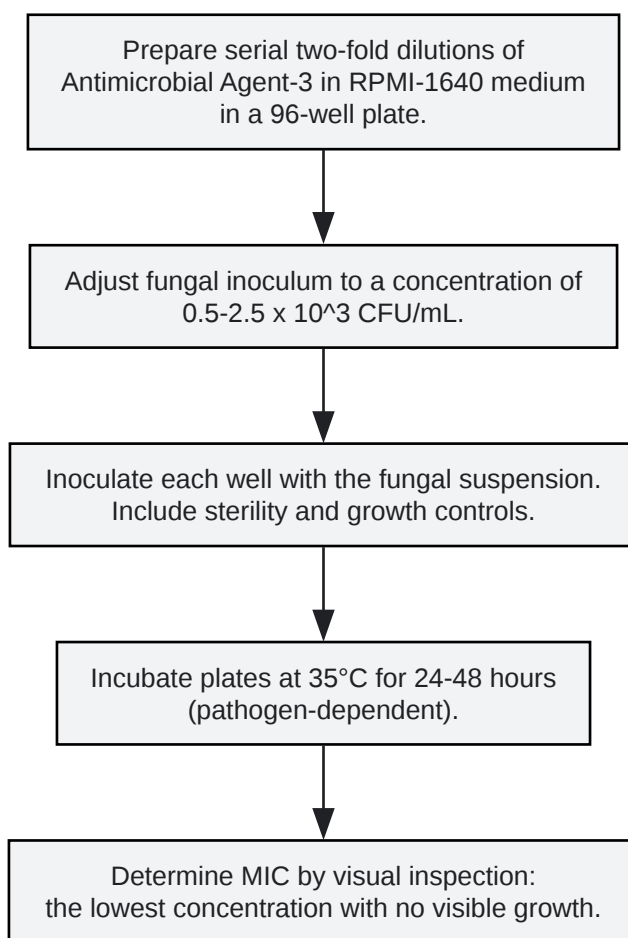 Prepare serial two-fold dilutions of
Antimicrobial Agent-3 in RPMI-1640 medium
in a 96-well plate.
Adjust fungal inoculum to a concentration of
0.5-2.5 x 10^3 CFU/mL.
Inoculate each well with the fungal suspension.
Include sterility and growth controls.
Incubate plates at 35°C for 24-48 hours
(pathogen-dependent).
Determine MIC by visual inspection:
the lowest concentration with no visible growth.